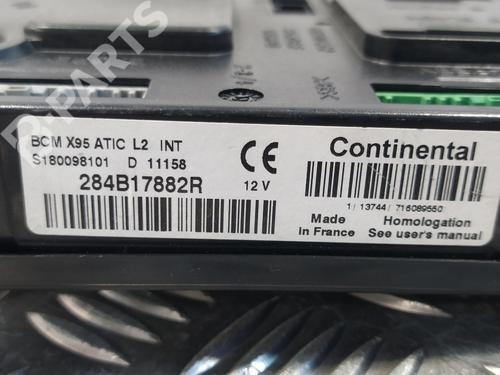 B-PARTS
BCM X95 ATIC L2 INT
S180098101 D 11158
284B17882R
12 V
CE
Continental
1/ 13744/ 716089550
Made in France
Homologation
See user's manual